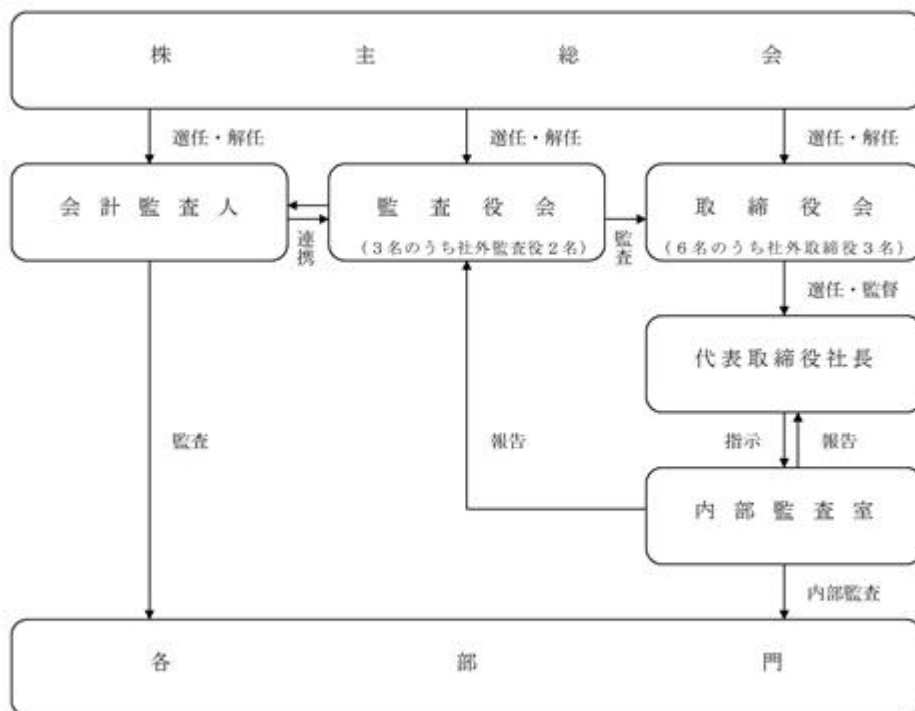 株主総会
選任・解任
選任・解任
選任・解任
会計監査人
連携
監査役会
(3名のうち社外監査役2名)
監査
取締役会
(6名のうち社外取締役3名)
選任・監督
代表取締役社長
監査
報告
指示
報告
内部監査室
内部監査
各部門